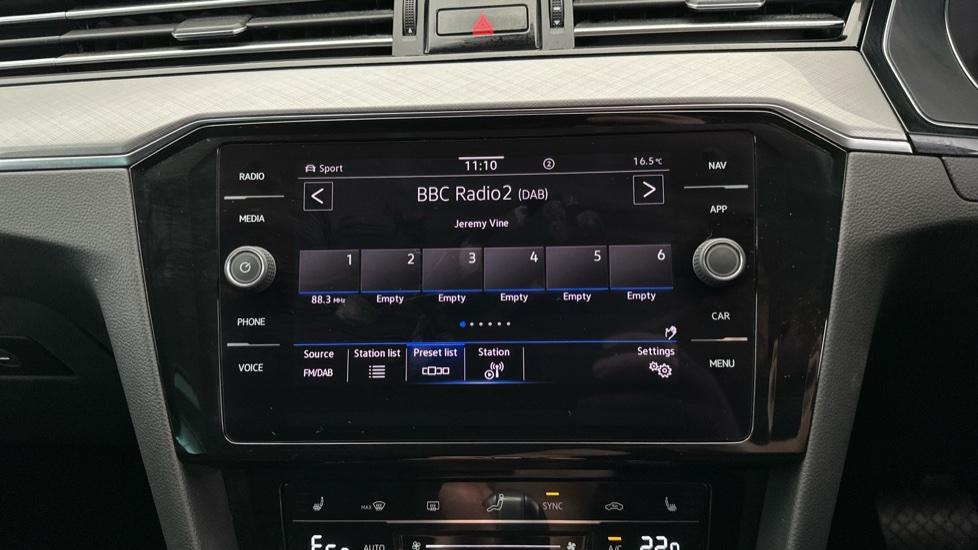 RADIO
MEDIA
PHONE
VOICE
Sport 11:10 2 16.5°C
< BBC Radio2 (DAB) >
Jeremy Vine
1 2 3 4 5 6
88.3 MHz Empty Empty Empty Empty Empty
Source Station list Preset list Station Settings
FM/DAB
NAV
APP
CAR
MENU
MAX SYNC
AUTO A/C